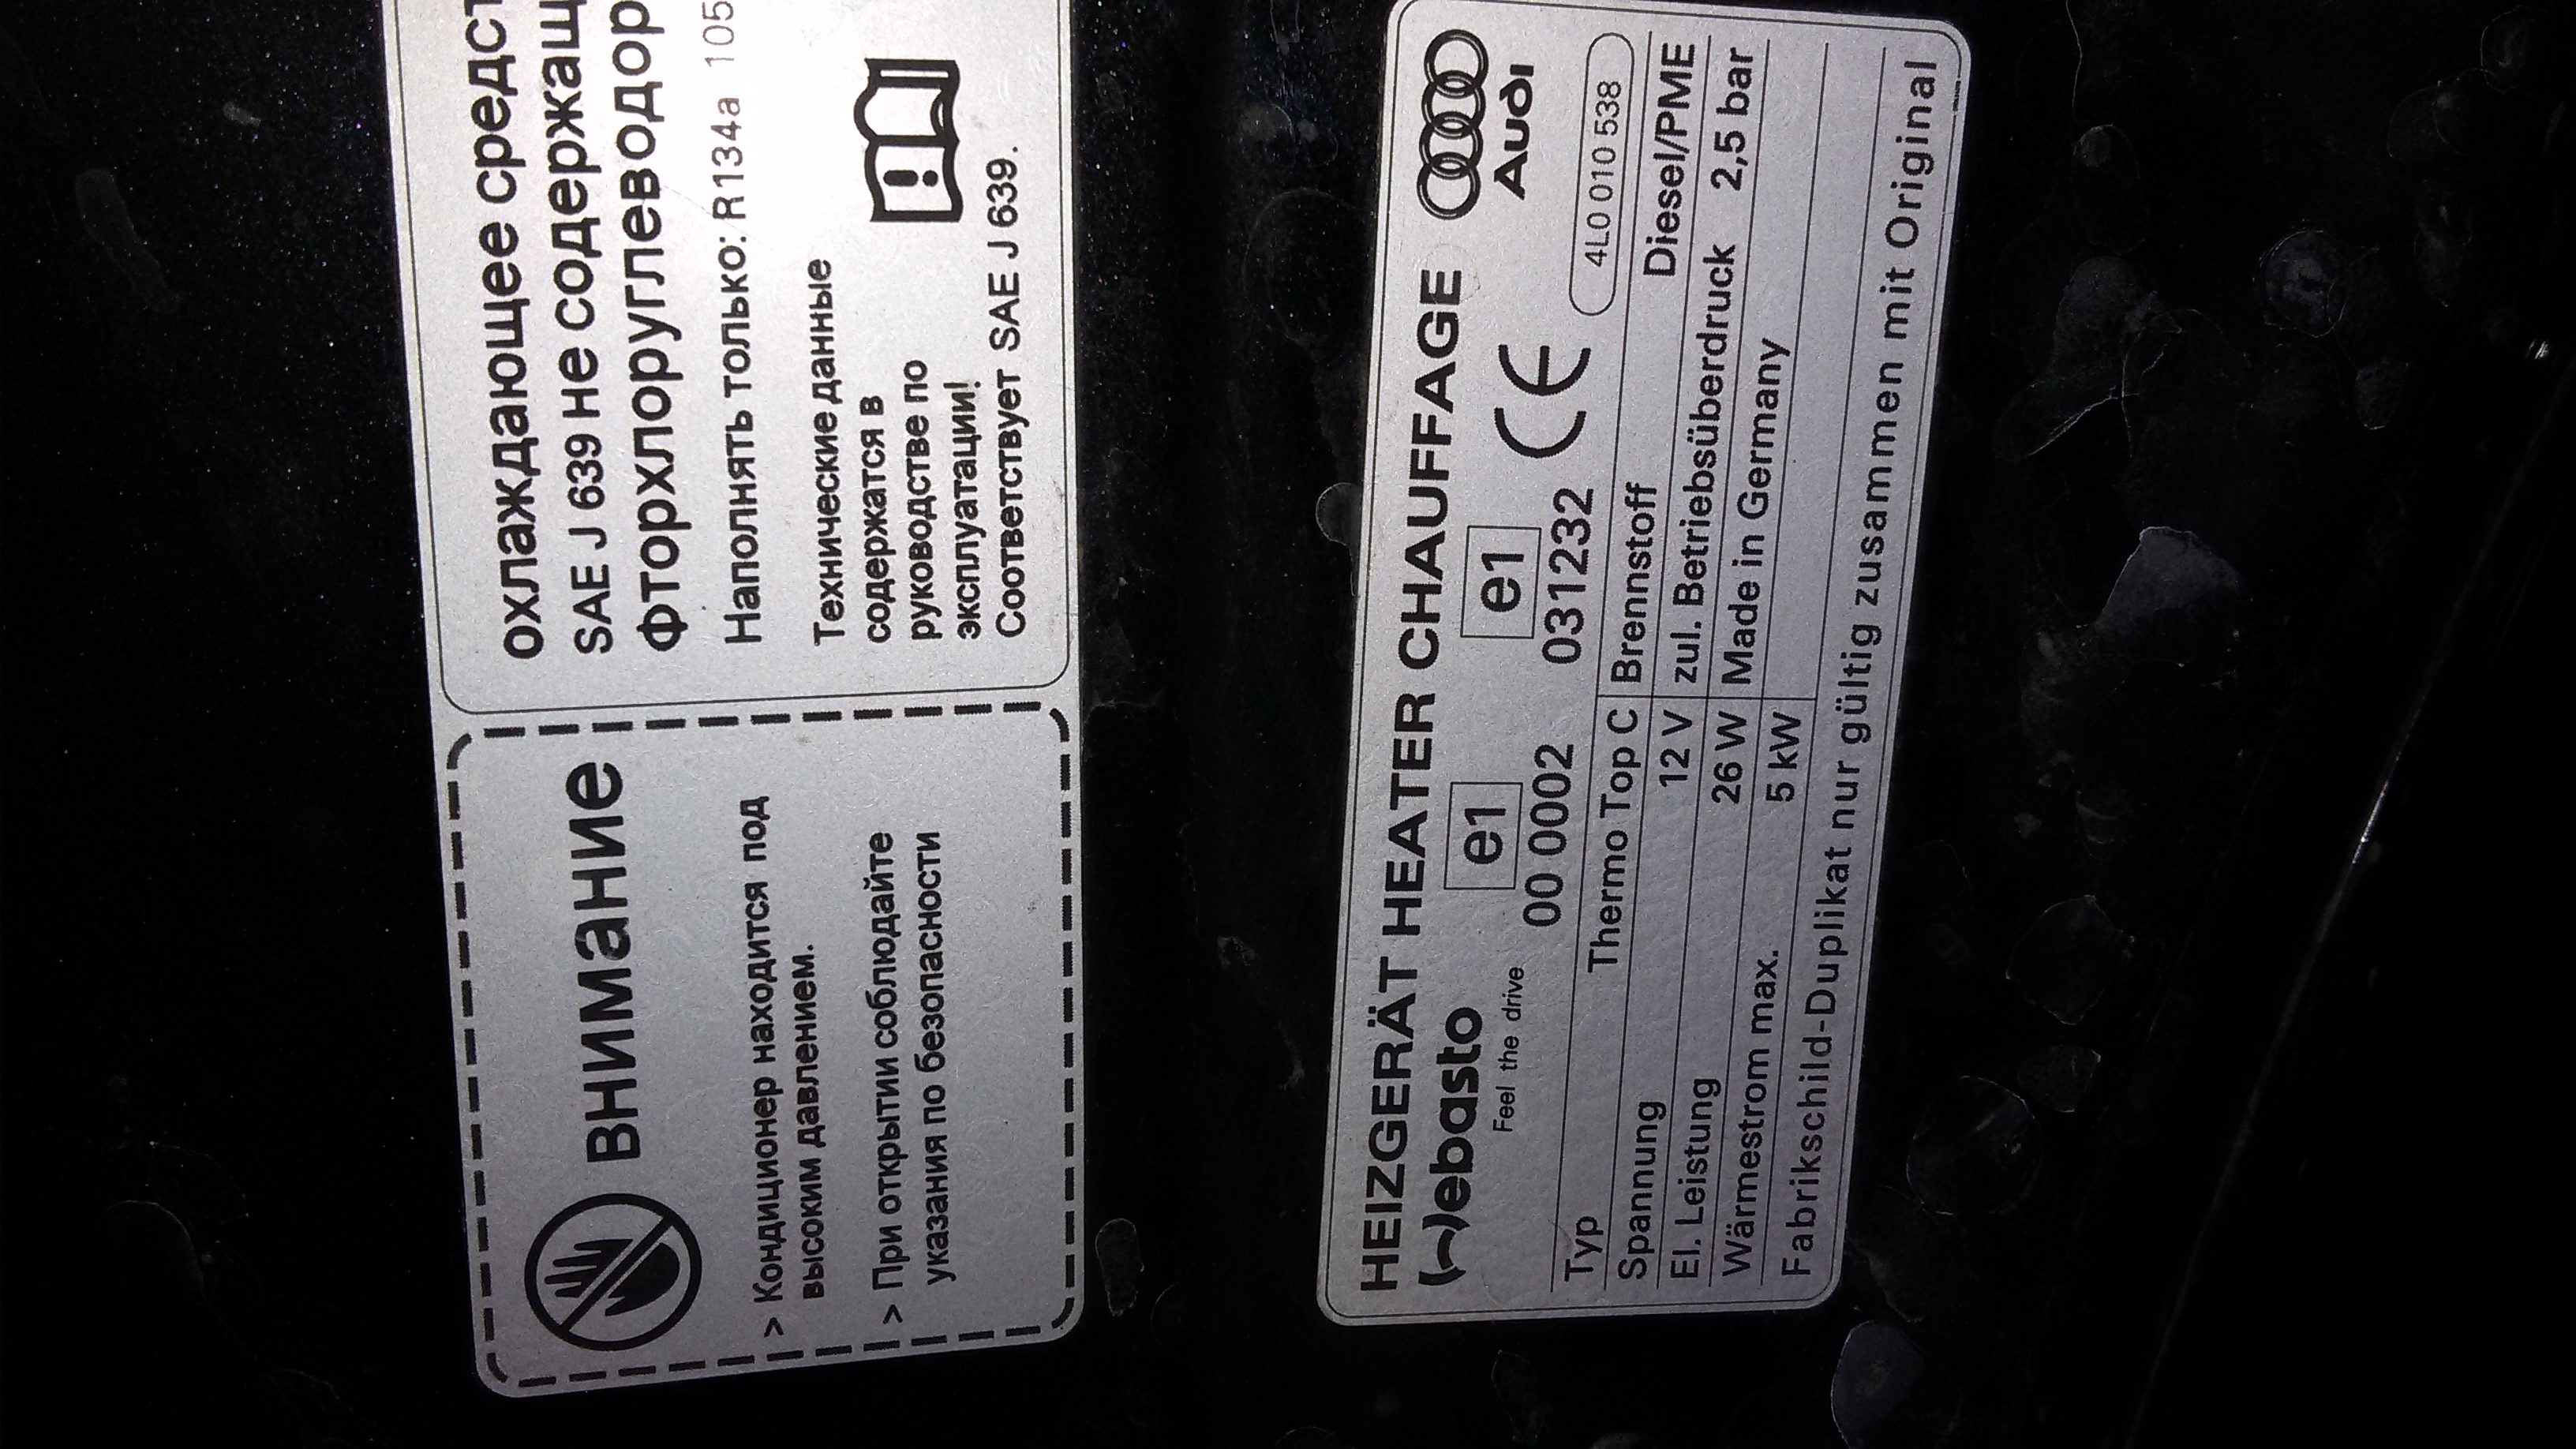 охлаждающее
SAE J 639 не
Наполнять только: R134a 105
Технические данные
содержатся в
руководстве по
эксплуатации!
Соответствует SAE J 639.
ВНИМАНИЕ
> Кондиционер находится под
высоким давлением.
> При открытии соблюдайте
указания по безопасности
HEIZGERÄT HEATER CHAUFFAGE
Webasto
Feel the drive
e1
00 0002
e1
031232
CE
Audi
4L0 010 538
Typ Thermo Top C Brennstoff Diesel/PME
Spannung 12 V zul. Betriebsüberdruck 2,5 bar
El. Leistung 26 W Made in Germany
Wärmestrom max. 5 kW
Fabrikschild-Duplikat nur gültig zusammen mit Original